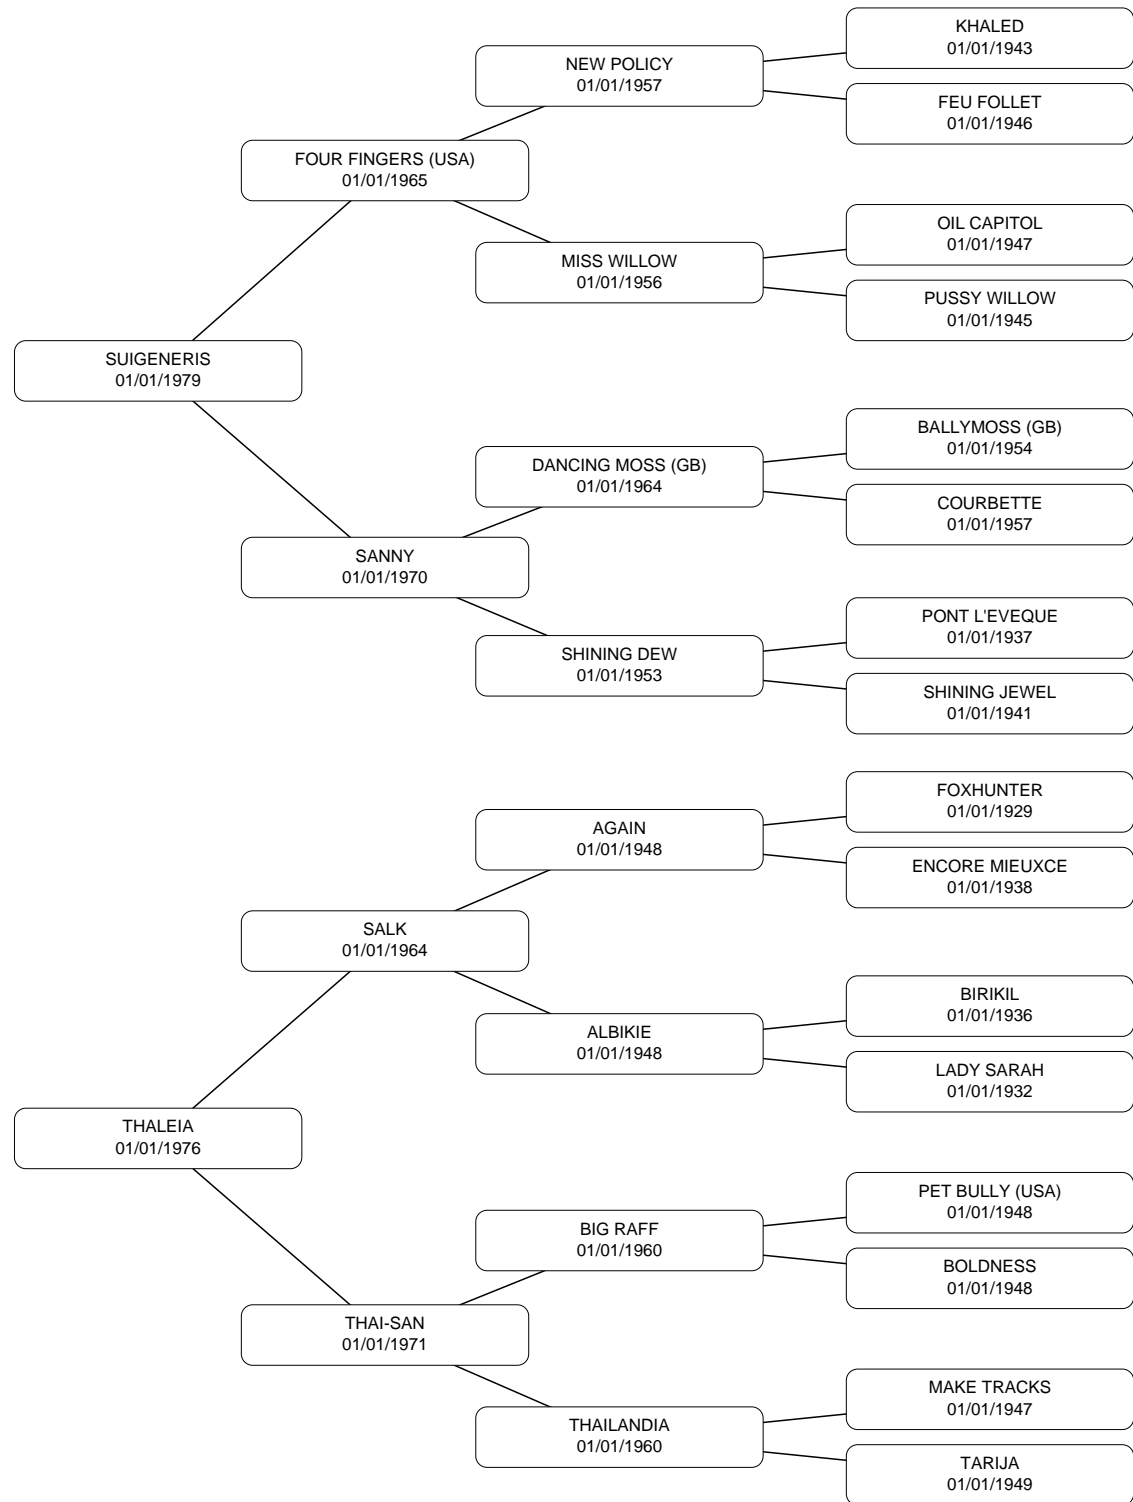 KHALED
01/01/1943
NEW POLICY
01/01/1957
FEU FOLLET
01/01/1946
FOUR FINGERS (USA)
01/01/1965
OIL CAPITOL
01/01/1947
MISS WILLOW
01/01/1956
PUSSY WILLOW
01/01/1945
SUIGENERIS
01/01/1979
BALLYMOSS (GB)
01/01/1954
DANCING MOSS (GB)
01/01/1964
COURBETTE
01/01/1957
SANNY
01/01/1970
PONT L'EVEQUE
01/01/1937
SHINING DEW
01/01/1953
SHINING JEWEL
01/01/1941
FOXHUNTER
01/01/1929
AGAIN
01/01/1948
ENCORE MIEUXCE
01/01/1938
SALK
01/01/1964
BIRIKIL
01/01/1936
ALBIKIE
01/01/1948
LADY SARAH
01/01/1932
THALEIA
01/01/1976
PET BULLY (USA)
01/01/1948
BIG RAFF
01/01/1960
BOLDNESS
01/01/1948
THAI-SAN
01/01/1971
MAKE TRACKS
01/01/1947
THAILANDIA
01/01/1960
TARIJA
01/01/1949